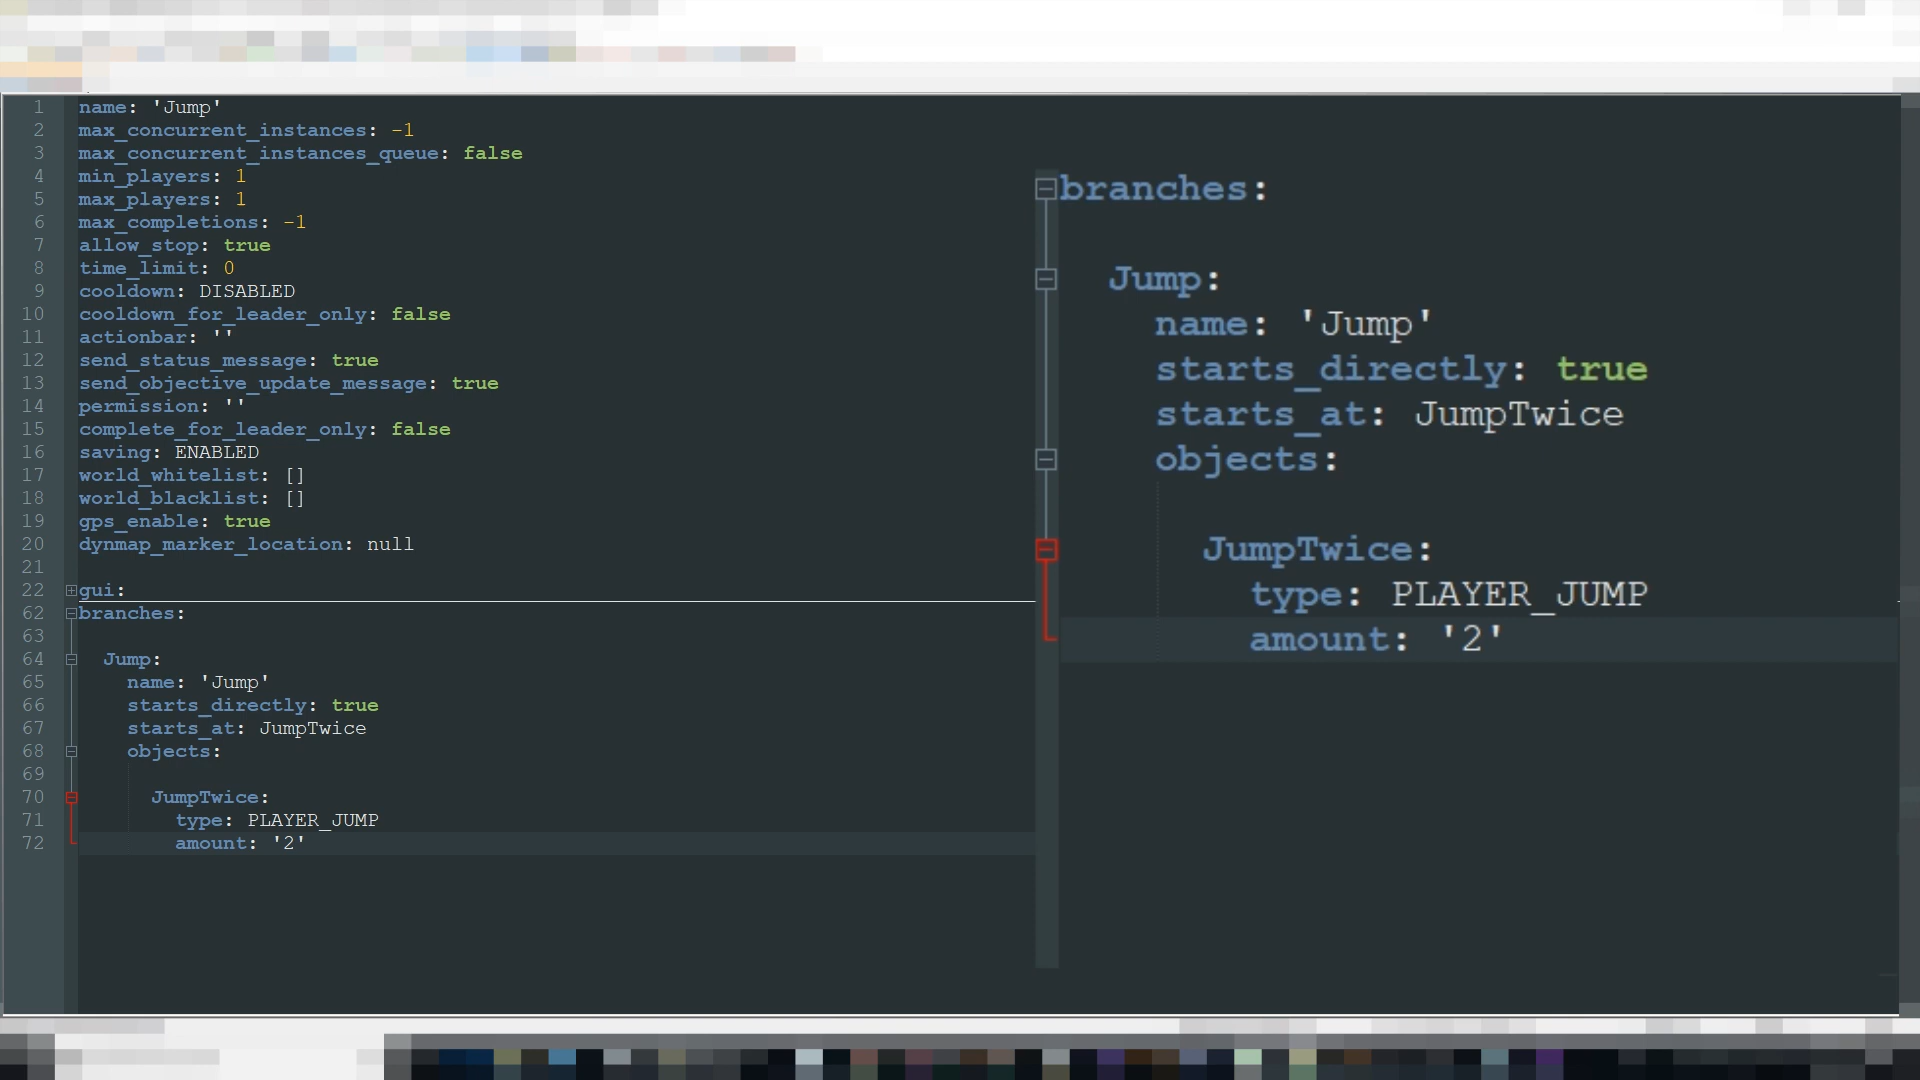 1 name: 'Jump'
2 max_concurrent_instances: -1
3 max_concurrent_instances_queue: false
4 min_players: 1
5 max_players: 1
6 max_completions: -1
7 allow_stop: true
8 time_limit: 0
9 cooldown: DISABLED
10 cooldown_for_leader_only: false
11 actionbar: ''
12 send_status_message: true
13 send_objective_update_message: true
14 permission: ''
15 complete_for_leader_only: false
16 saving: ENABLED
17 world_whitelist: []
18 world_blacklist: []
19 gps_enable: true
20 dynmap_marker_location: null
21
22 gui:
62 branches:
63
64 Jump:
65 name: 'Jump'
66 starts_directly: true
67 starts_at: JumpTwice
68 objects:
69
70 JumpTwice:
71 type: PLAYER_JUMP
72 amount: '2'
branches:
Jump:
name: 'Jump'
starts_directly: true
starts_at: JumpTwice
objects:
JumpTwice:
type: PLAYER_JUMP
amount: '2'